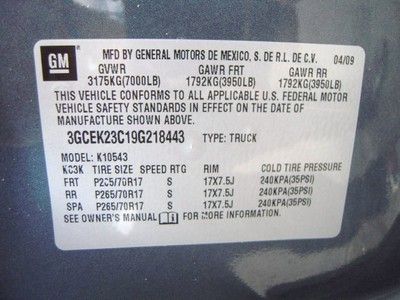 GM MFD BY GENERAL MOTORS DE MEXICO, S. DE R.L. DE C.V. 04/09
GVWR GAWR FRT GAWR RR
3175KG(7000LB) 1792KG(3950LB) 1792KG(3950LB)
THIS VEHICLE CONFORMS TO ALL APPLICABLE U.S. FEDERAL MOTOR
VEHICLE SAFETY STANDARDS IN EFFECT ON THE DATE OF
MANUFACTURE SHOWN ABOVE.
3GCEK23C19G218443 TYPE: TRUCK
MODEL: K10543
KC3K TIRE SIZE SPEED RTG RIM COLD TIRE PRESSURE
FRT P265/70R17 S 17X7.5J 240KPA(35PSI)
RR P265/70R17 S 17X7.5J 240KPA(35PSI)
SPA P265/70R17 S 17X7.5J 240KPA(35PSI)
SEE OWNER'S MANUAL FOR MORE INFORMATION.